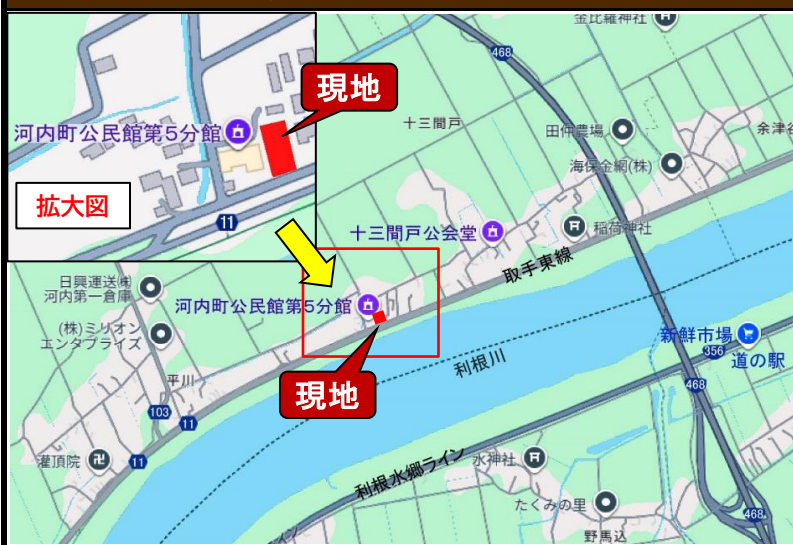 金比羅神社
468
現地
河内町公民館第5分館
十三間戸
田仲農場
余津谷
海保金網(株)
拡大図
11
十三間戸公会堂
稲荷神社
取手東線
日興運送㈱
河内第一倉庫
河内町公民館第5分館
(株)ミリオン
エンタプライズ
新鮮市場
356
道の駅
利根川
現地
平川
468
103
11
灌頂院
11
水神社
利根水郷ライン
たくみの里
468
野馬込